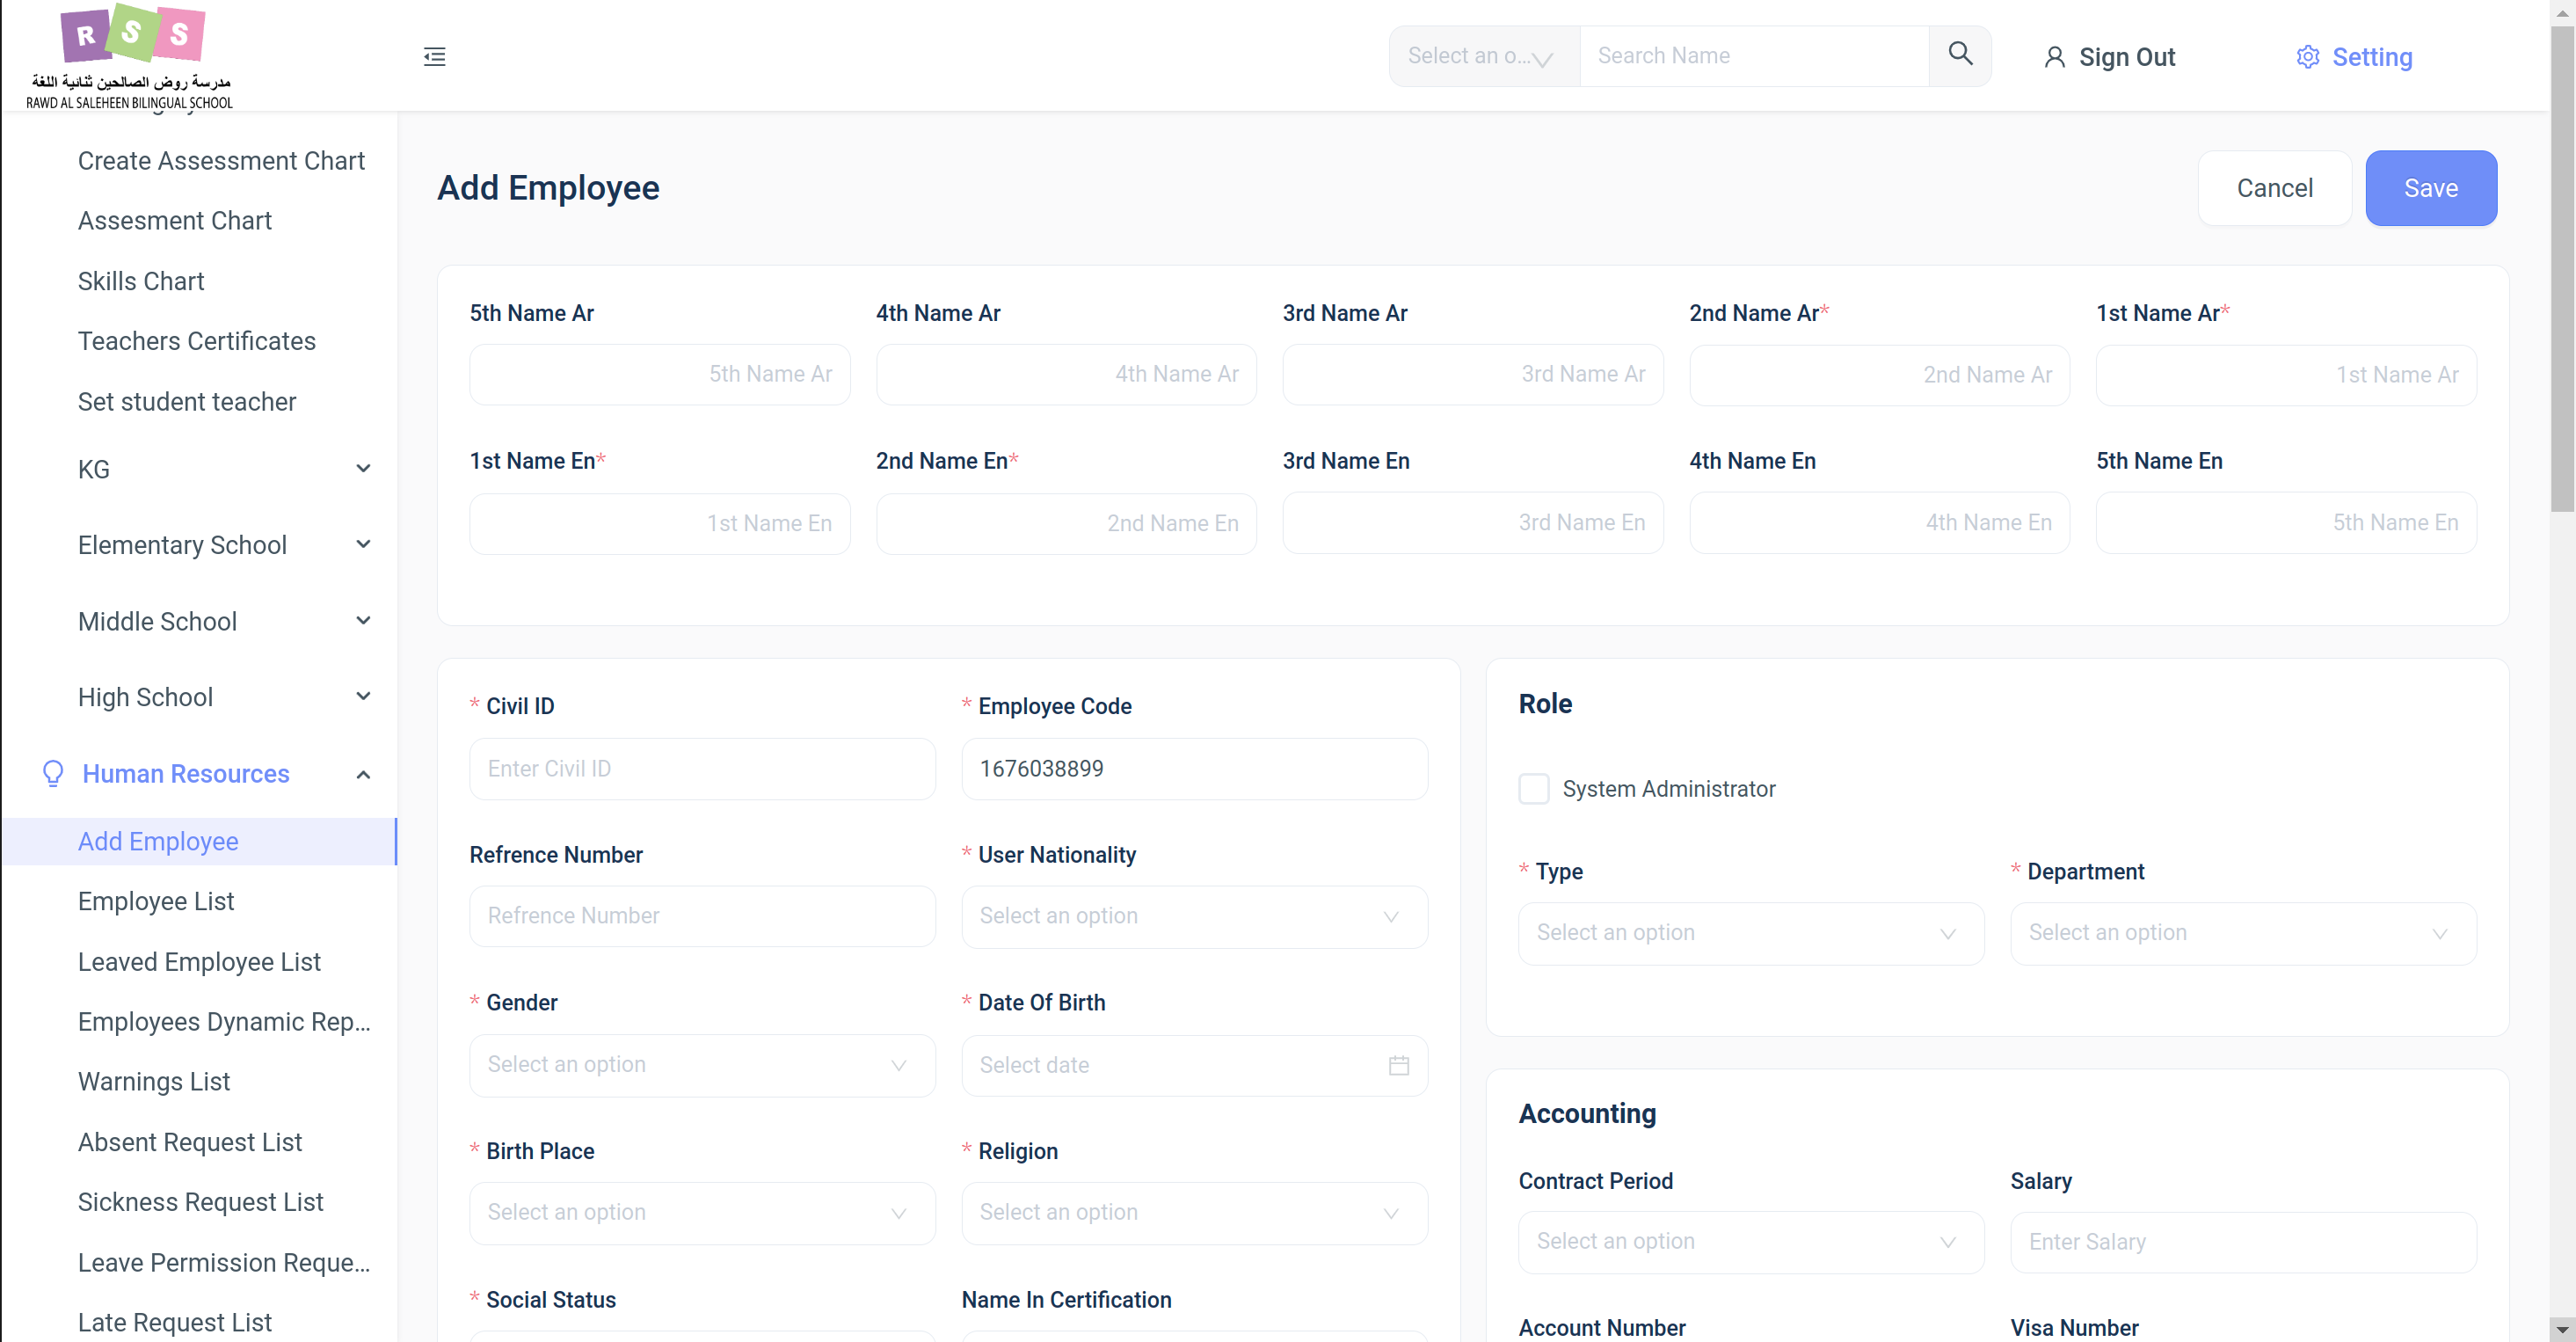 R S S
مدرسة روض الصالحين ثنائية اللغة
RAWD AL SALEHEEN BILINGUAL SCHOOL
Select an o...
Search Name
Sign Out
Setting
Create Assessment Chart
Assesment Chart
Skills Chart
Teachers Certificates
Set student teacher
KG
Elementary School
Middle School
High School
Human Resources
Add Employee
Employee List
Leaved Employee List
Employees Dynamic Rep...
Warnings List
Absent Request List
Sickness Request List
Leave Permission Reque...
Late Request List
Add Employee
Cancel
Save
5th Name Ar 4th Name Ar 3rd Name Ar 2nd Name Ar* 1st Name Ar*
5th Name Ar 4th Name Ar 3rd Name Ar 2nd Name Ar 1st Name Ar
1st Name En* 2nd Name En* 3rd Name En 4th Name En 5th Name En
1st Name En 2nd Name En 3rd Name En 4th Name En 5th Name En
* Civil ID * Employee Code
Enter Civil ID 1676038899
Refrence Number * User Nationality
Refrence Number Select an option
* Gender * Date Of Birth
Select an option Select date
* Birth Place * Religion
Select an option Select an option
* Social Status Name In Certification
Role
System Administrator
* Type * Department
Select an option Select an option
Accounting
Contract Period Salary
Select an option Enter Salary
Account Number Visa Number